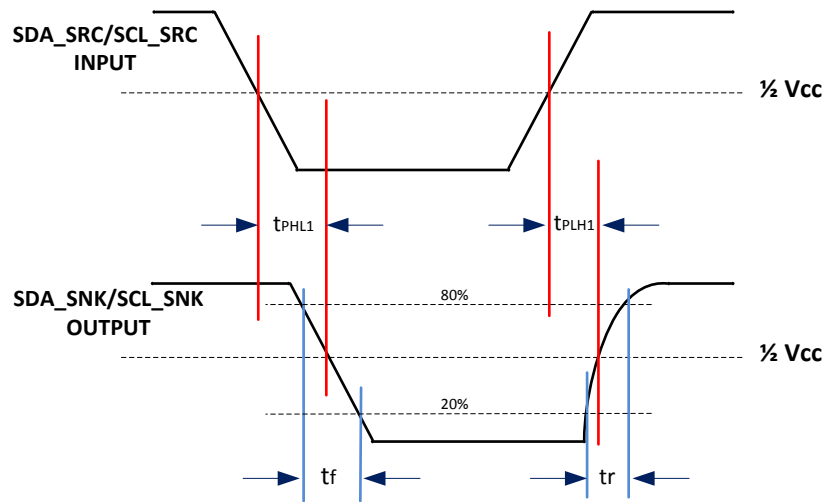 SDA_SRC/SCL_SRC
INPUT
½ Vcc
tPHL1
tPLH1
SDA_SNK/SCL_SNK
OUTPUT
80%
½ Vcc
20%
tf
tr